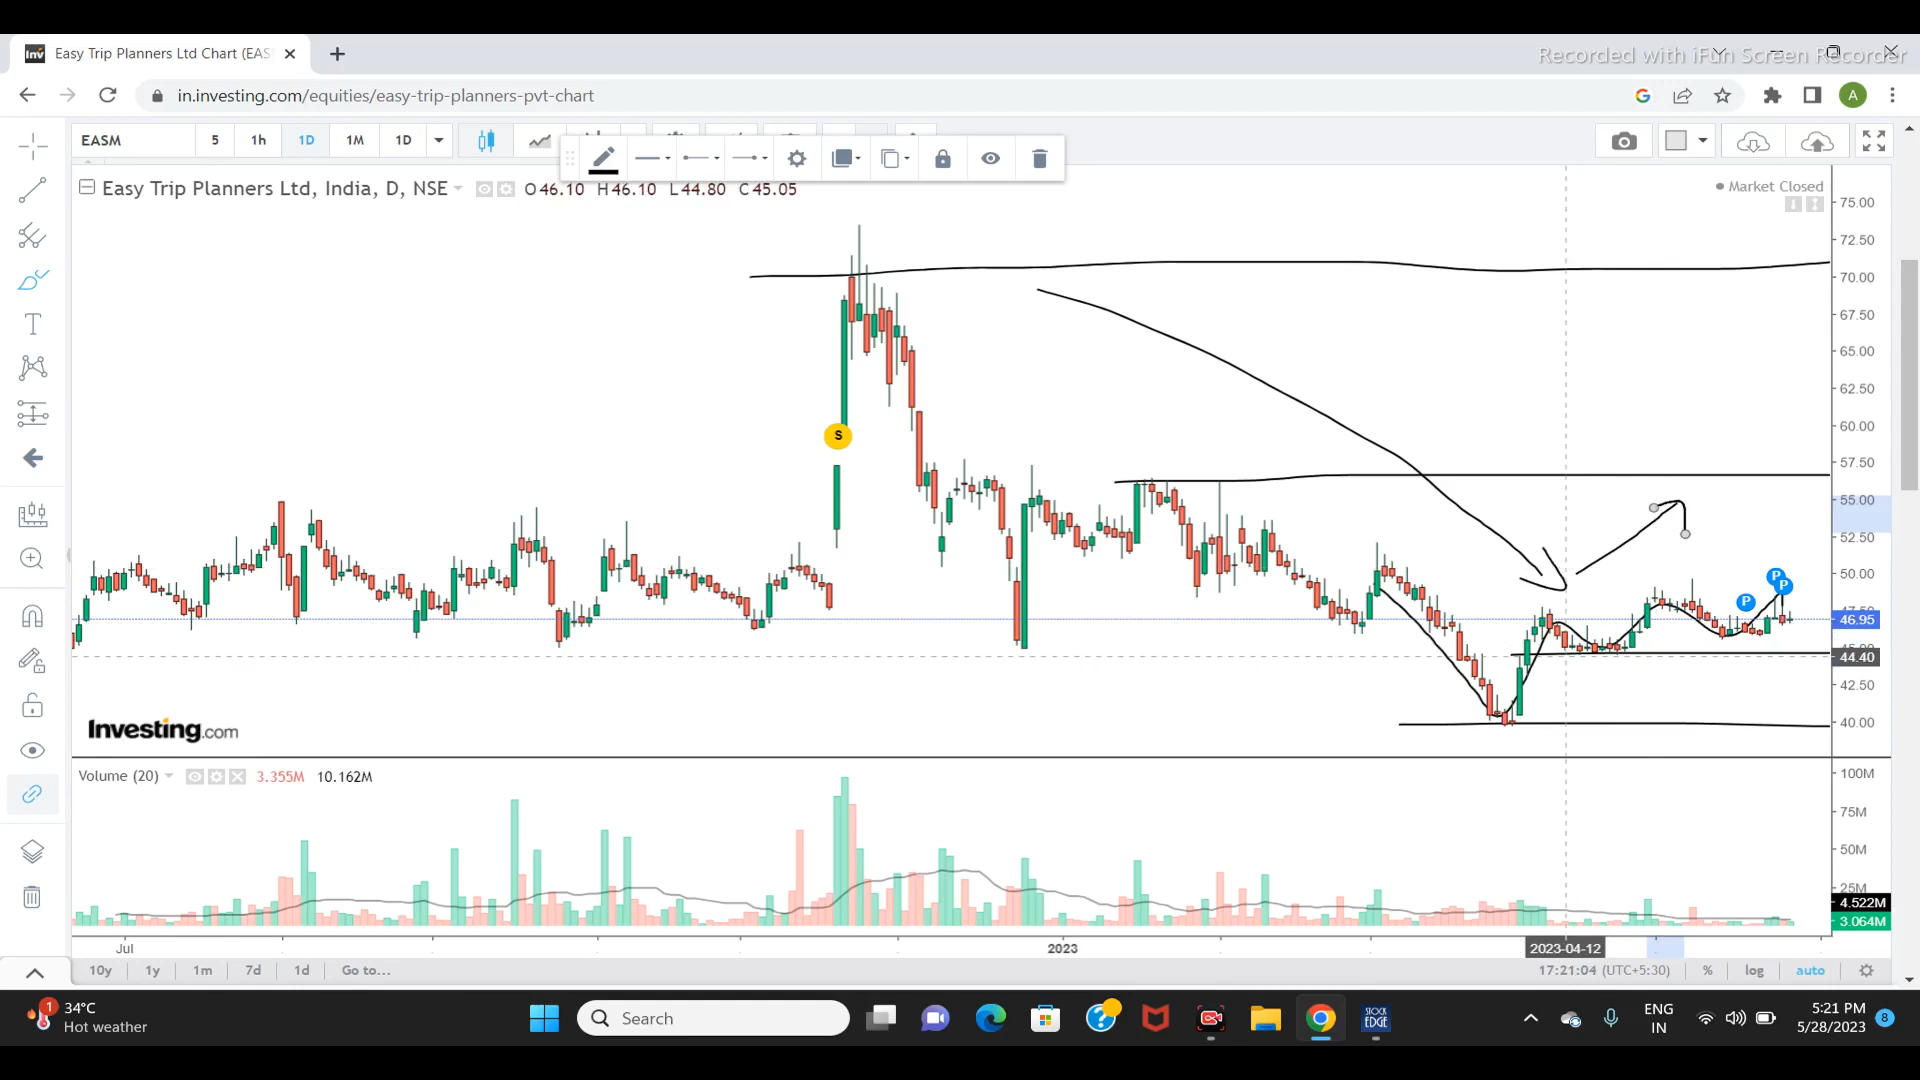 Easy Trip Planners Ltd Chart (EAS
Recorded with iFun Screen Recorder
in.investing.com/equities/easy-trip-planners-pvt-chart
A
EASM 5 1h 1D 1M 1D
Easy Trip Planners Ltd, India, D, NSE O46.10 H46.10 L44.80 C45.05
Market Closed
75.00
72.50
70.00
67.50
65.00
62.50
60.00
57.50
55.00
52.50
50.00
46.95
44.40
42.50
40.00
S
P
P
P
Investing.com
Volume (20) 3.355M 10.162M
100M
75M
50M
25M
4.522M
3.064M
Jul 2023 2023-04-12
10y 1y 1m 7d 1d Go to... 17:21:04 (UTC+5:30) % log auto
1
34°C
Hot weather
Search
STOCK
EDGE
ENG
IN
5:21 PM
5/28/2023
8